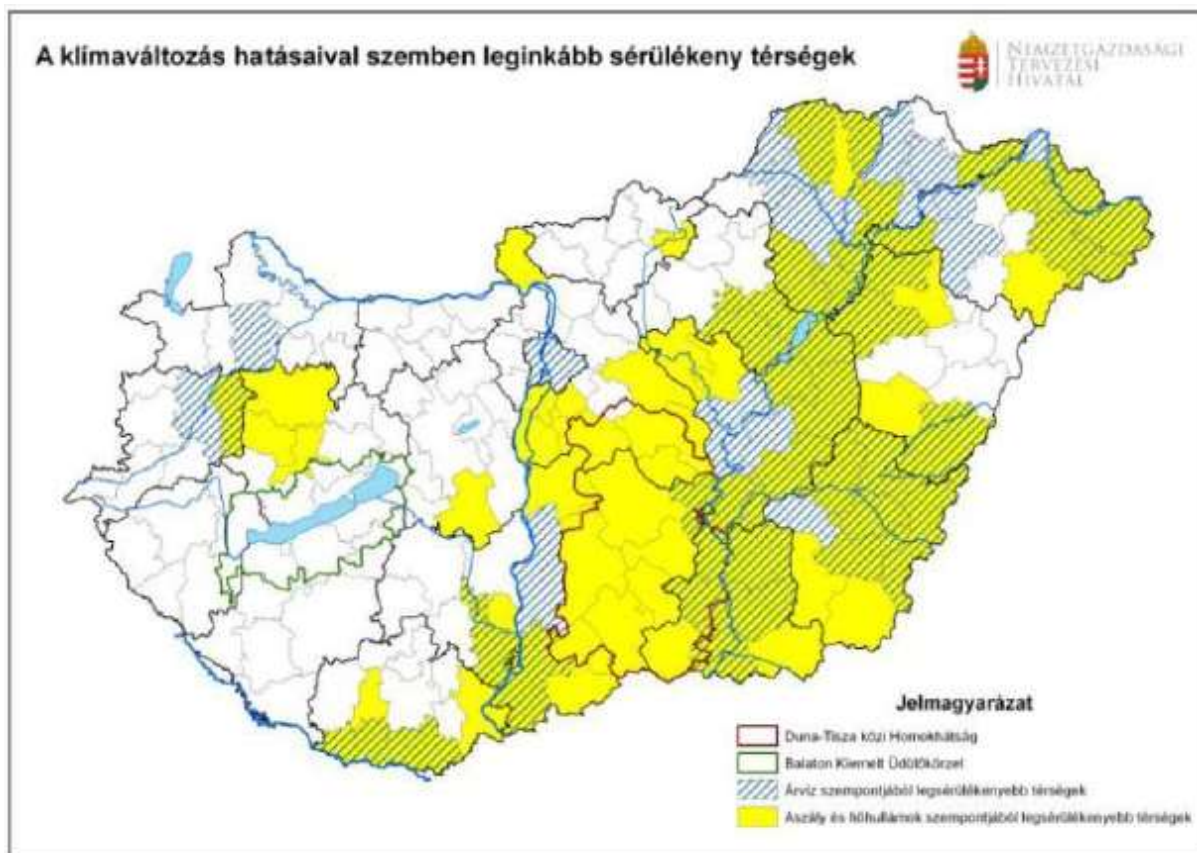 A klímaváltozás hatásaival szemben leginkább sérülékeny térségek
NEMZETGAZDASÁGI
TERVEZÉSI
HIVATAL
Jelmagyarázat
Duna-Tisza közi Homokhátság
Balaton Kiemelt Üdülőkörzet
Árvíz szempontjából legsérülékenyebb térségek
Aszály és hőhullámok szempontjából legsérülékenyebb térségek